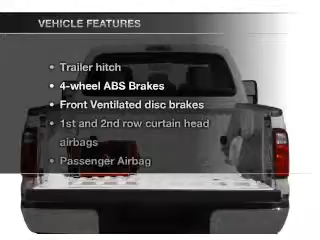 VEHICLE FEATURES
• Trailer hitch
• 4-wheel ABS Brakes
• Front Ventilated disc brakes
• 1st and 2nd row curtain head
airbags
• Passenger Airbag